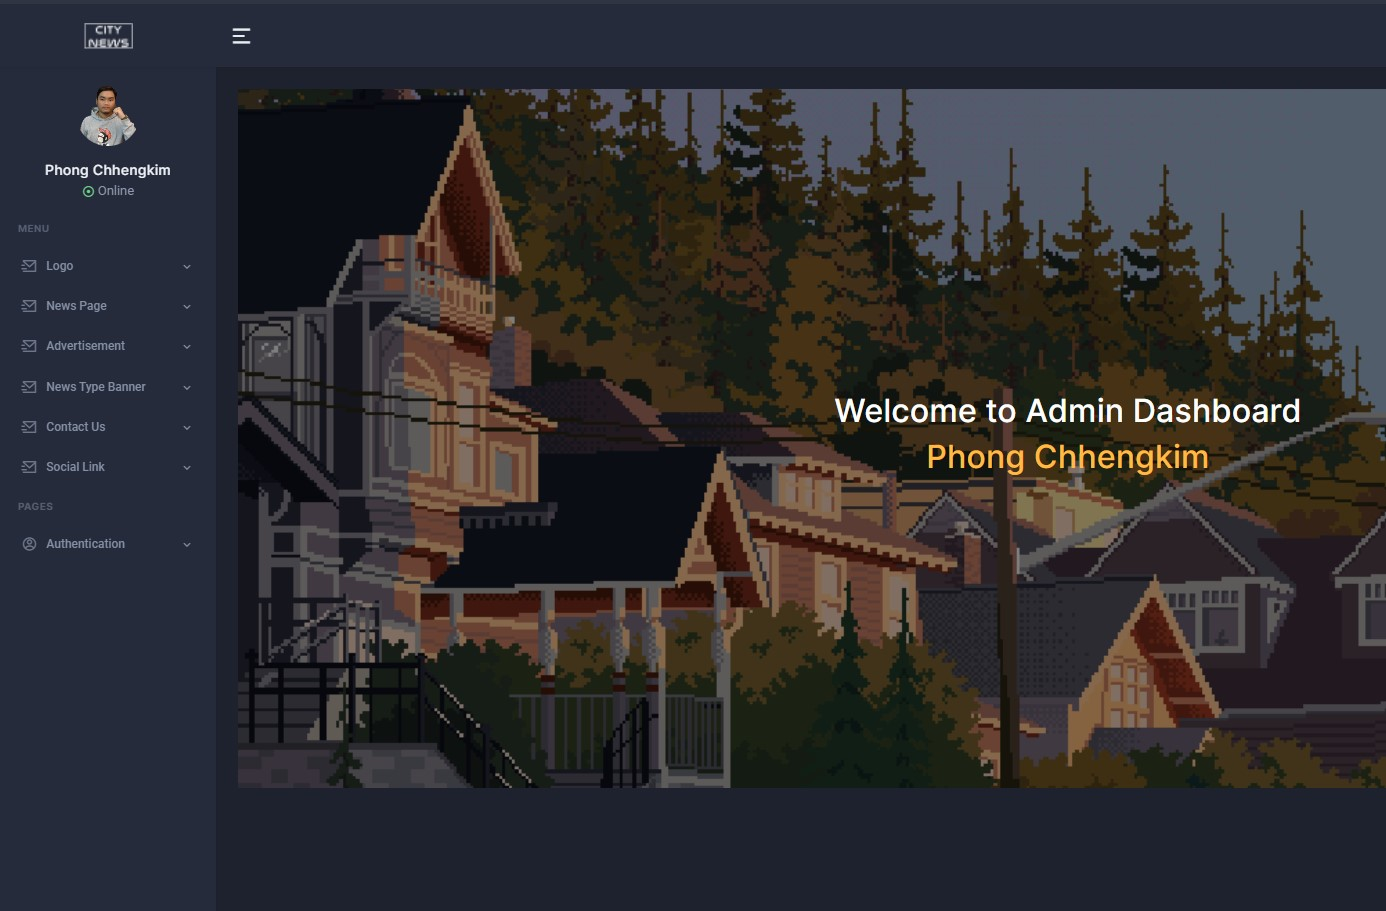 CITY
NEWS
Phong Chhengkim
Online
MENU
Logo
News Page
Advertisement
News Type Banner
Contact Us
Social Link
PAGES
Authentication
Welcome to Admin Dashboard
Phong Chhengkim